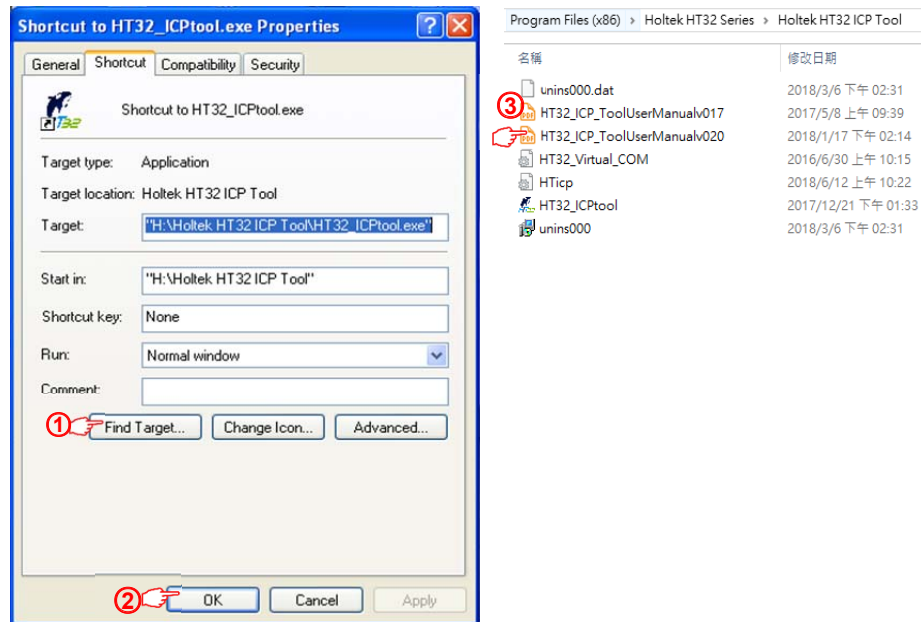 Shortcut to HT32_ICPtool.exe Properties
General Shortcut Compatibility Security
T32
Shortcut to HT32_ICPtool.exe
Target type: Application
Target location: Holtek HT32 ICP Tool
Target: "H:\Holtek HT32 ICP Tool\HT32_ICPtool.exe"
Start in: "H:\Holtek HT32 ICP Tool"
Shortcut key: None
Run: Normal window
Comment:
1 Find Target... Change Icon... Advanced...
2 OK Cancel Apply
Program Files (x86) › Holtek HT32 Series › Holtek HT32 ICP Tool
名稱 修改日期
unins000.dat 2018/3/6 下午 02:31
3 HT32_ICP_ToolUserManualv017 2017/5/8 上午 09:39
HT32_ICP_ToolUserManualv020 2018/1/17 下午 02:14
HT32_Virtual_COM 2016/6/30 上午 10:15
HTicp 2018/6/12 上午 10:22
HT32_ICPtool 2017/12/21 下午 01:33
unins000 2018/3/6 下午 02:31